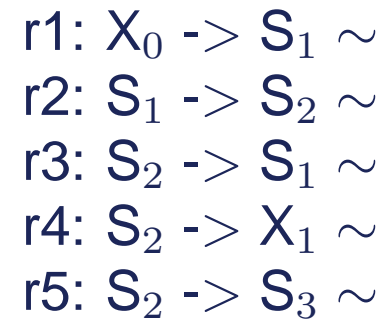 r1: X₀ -> S₁ ∼
r2: S₁ -> S₂ ∼
r3: S₂ -> S₁ ∼
r4: S₂ -> X₁ ∼
r5: S₂ -> S₃ ∼